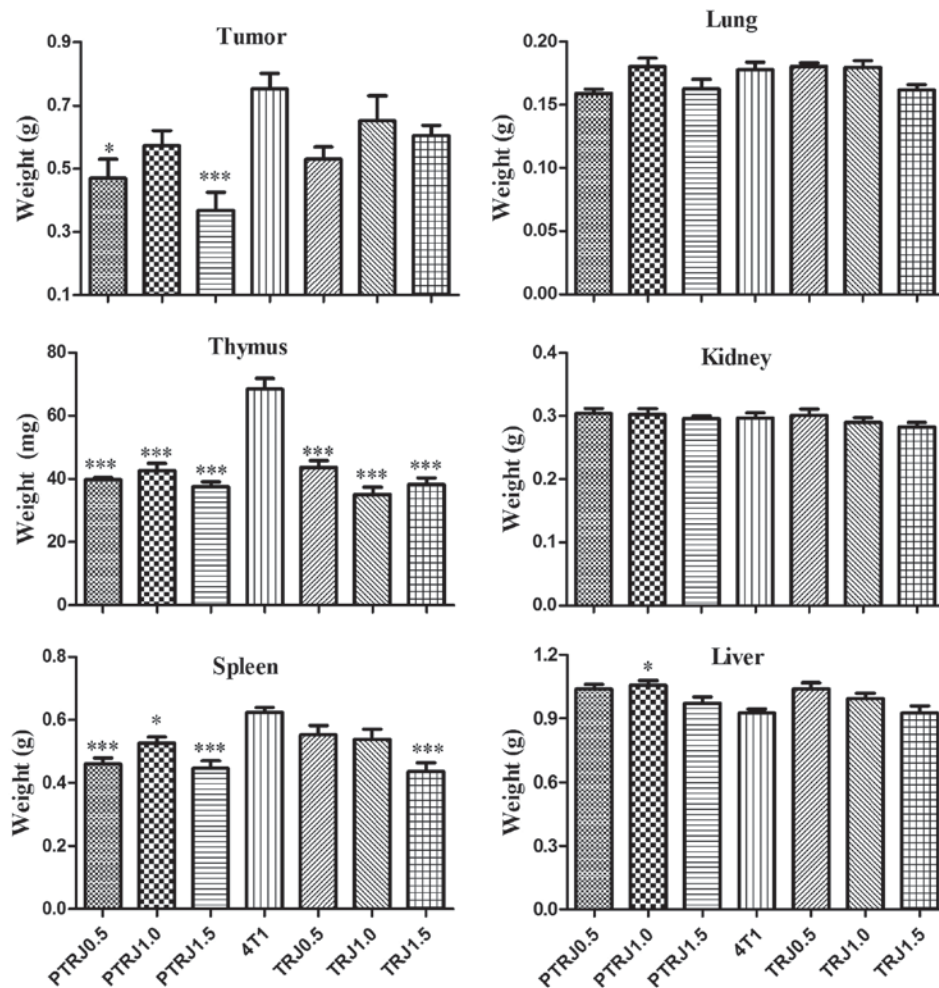 Tumor
Weight (g)
0.9
0.7
0.5
0.3
0.1
*
***
Lung
Weight (g)
0.20
0.15
0.10
0.05
0.00
Thymus
Weight (mg)
80
60
40
20
0
***
***
***
***
***
***
Kidney
Weight (g)
0.4
0.3
0.2
0.1
0.0
Spleen
Weight (g)
0.8
0.6
0.4
0.2
0.0
***
*
***
***
PTRJ0.5
PTRJ1.0
PTRJ1.5
4T1
TRJ0.5
TRJ1.0
TRJ1.5
Liver
Weight (g)
1.2
0.9
0.6
0.3
0.0
*
PTRJ0.5
PTRJ1.0
PTRJ1.5
4T1
TRJ0.5
TRJ1.0
TRJ1.5